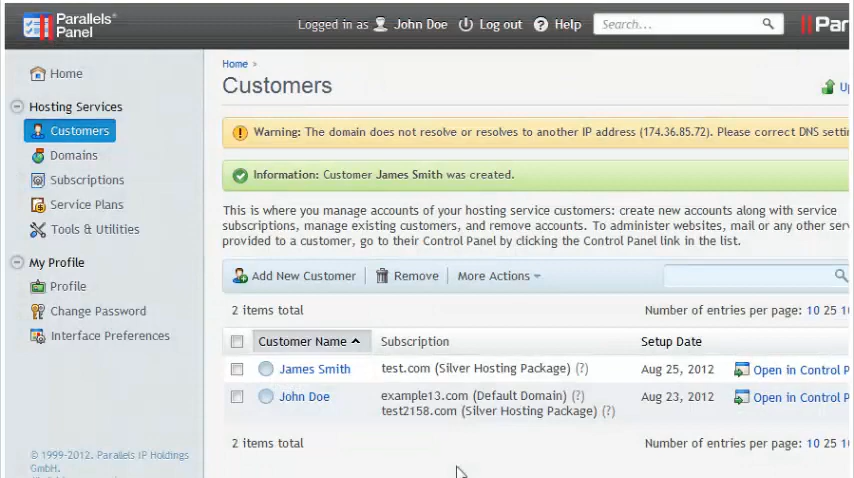 Parallels®
Panel
Logged in as John Doe Log out Help Search...
Home
Hosting Services
Customers
Domains
Subscriptions
Service Plans
Tools & Utilities
My Profile
Profile
Change Password
Interface Preferences
© 1999-2012. Parallels IP Holdings
GmbH.
Home »
Customers
Warning: The domain does not resolve or resolves to another IP address (174.36.85.72). Please correct DNS
Information: Customer James Smith was created.
This is where you manage accounts of your hosting service customers: create new accounts along with service
subscriptions, manage existing customers, and remove accounts. To administer websites, mail or any other
provided to a customer, go to their Control Panel by clicking the Control Panel link in the list.
Add New Customer Remove More Actions
2 items total Number of entries per page: 10 25
Customer Name Subscription Setup Date
James Smith test.com (Silver Hosting Package) (?) Aug 25, 2012 Open in Control
John Doe example13.com (Default Domain) (?) Aug 23, 2012 Open in Control
test2158.com (Silver Hosting Package) (?)
2 items total Number of entries per page: 10 25